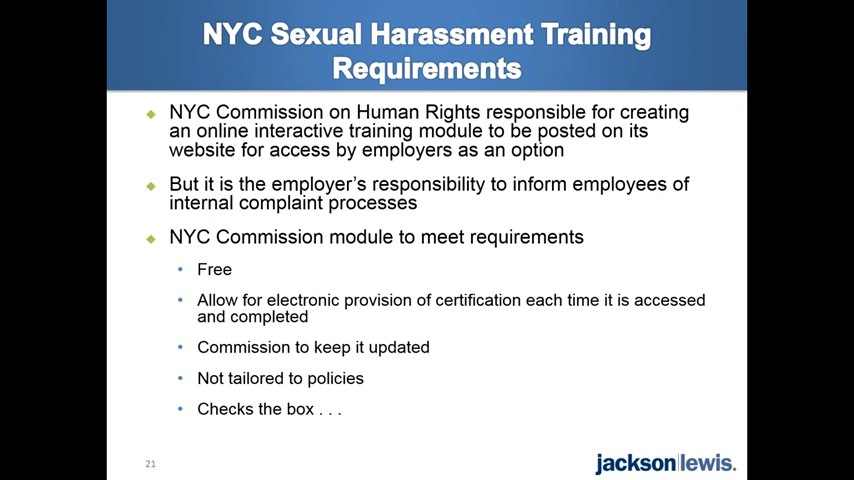 NYC Sexual Harassment Training
Requirements
NYC Commission on Human Rights responsible for creating
an online interactive training module to be posted on its
website for access by employers as an option
But it is the employer's responsibility to inform employees of
internal complaint processes
NYC Commission module to meet requirements
Free
Allow for electronic provision of certification each time it is accessed
and completed
Commission to keep it updated
Not tailored to policies
Checks the box . . .
21
jackson|lewis.